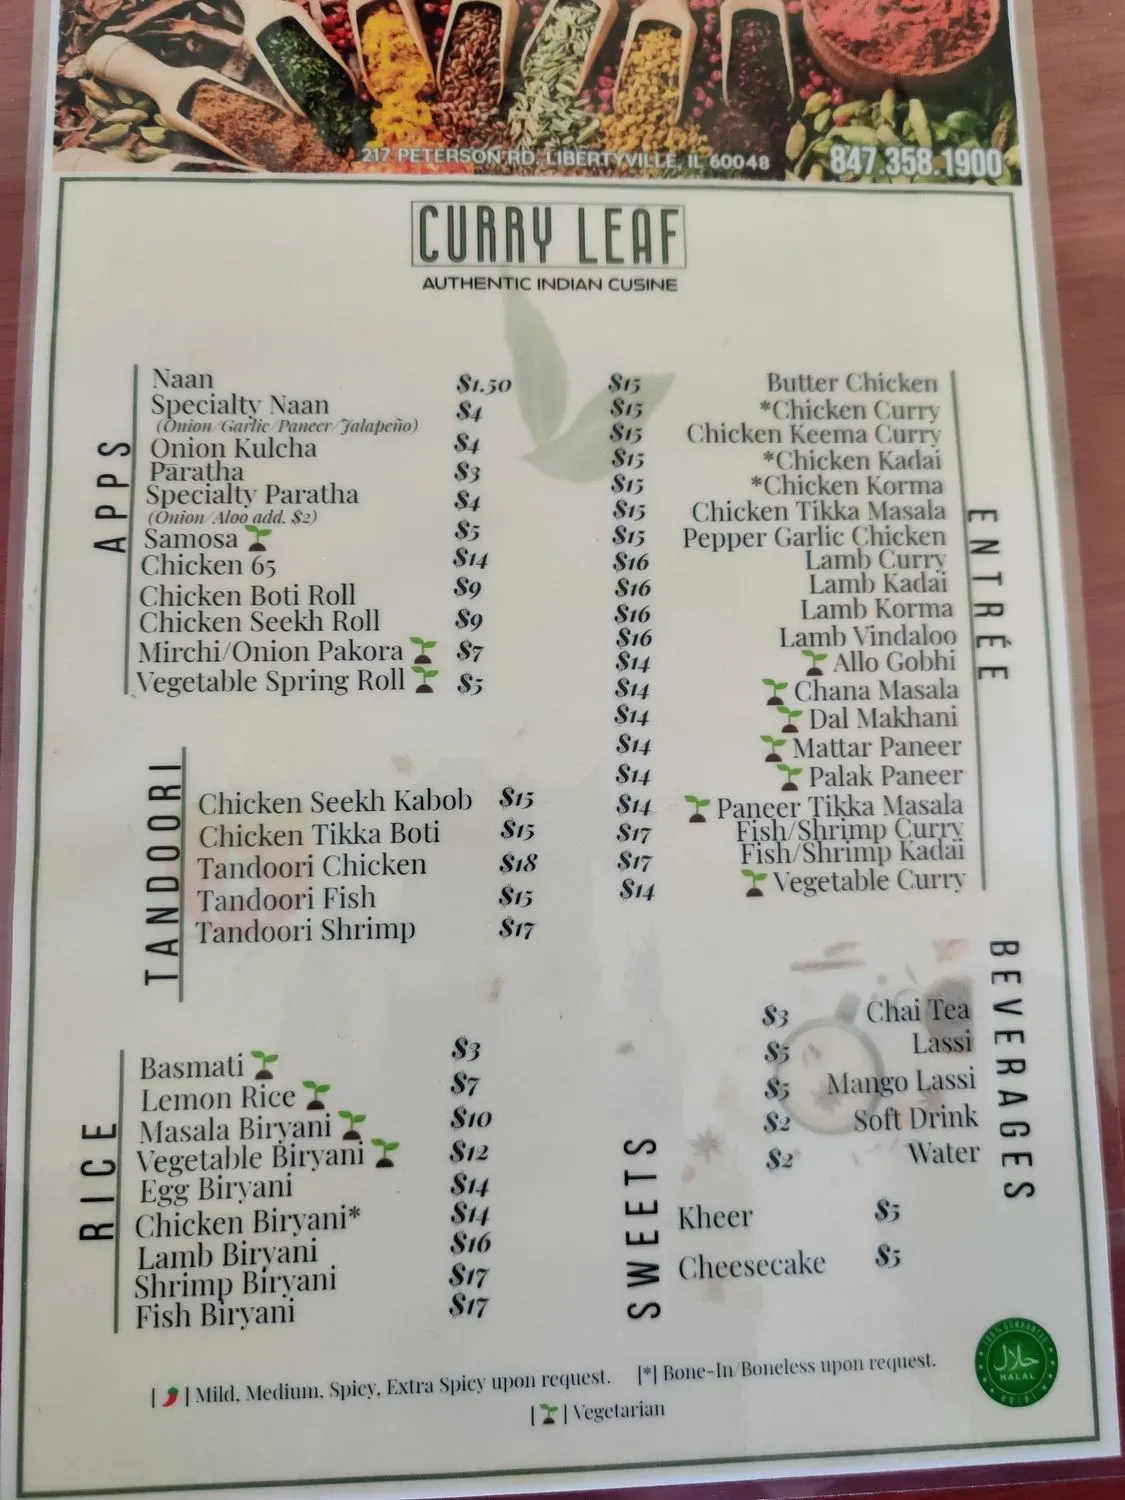 217 PETERSON RD, LIBERTYVILLE, IL 60048
847.358.1900
CURRY LEAF
AUTHENTIC INDIAN CUSINE
APPS
Naan $1.50
Specialty Naan $4
(Onion/Garlic/Paneer/Jalapeño)
Onion Kulcha $4
Paratha $3
Specialty Paratha $4
(Onion/Aloo add. $2)
Samosa $5
Chicken 65 $14
Chicken Boti Roll $9
Chicken Seekh Roll $9
Mirchi/Onion Pakora $7
Vegetable Spring Roll $5
TANDOORI
Chicken Seekh Kabob $15
Chicken Tikka Boti $15
Tandoori Chicken $18
Tandoori Fish $15
Tandoori Shrimp $17
RICE
Basmati $3
Lemon Rice $7
Masala Biryani $10
Vegetable Biryani $12
Egg Biryani $14
Chicken Biryani* $14
Lamb Biryani $16
Shrimp Biryani $17
Fish Biryani $17
ENTRÉE
$15 Butter Chicken
$15 *Chicken Curry
$15 Chicken Keema Curry
$15 *Chicken Kadai
$15 *Chicken Korma
$15 Chicken Tikka Masala
$15 Pepper Garlic Chicken
$16 Lamb Curry
$16 Lamb Kadai
$16 Lamb Korma
$16 Lamb Vindaloo
$14 Allo Gobhi
$14 Chana Masala
$14 Dal Makhani
$14 Mattar Paneer
$14 Palak Paneer
$14 Paneer Tikka Masala
$17 Fish/Shrimp Curry
$17 Fish/Shrimp Kadai
$14 Vegetable Curry
BEVERAGES
$3 Chai Tea
$5 Lassi
$5 Mango Lassi
$2 Soft Drink
$2 Water
SWEETS
Kheer $5
Cheesecake $5
| | Mild, Medium, Spicy, Extra Spicy upon request. |*| Bone-In/Boneless upon request.
| | Vegetarian
حلال
HALAL